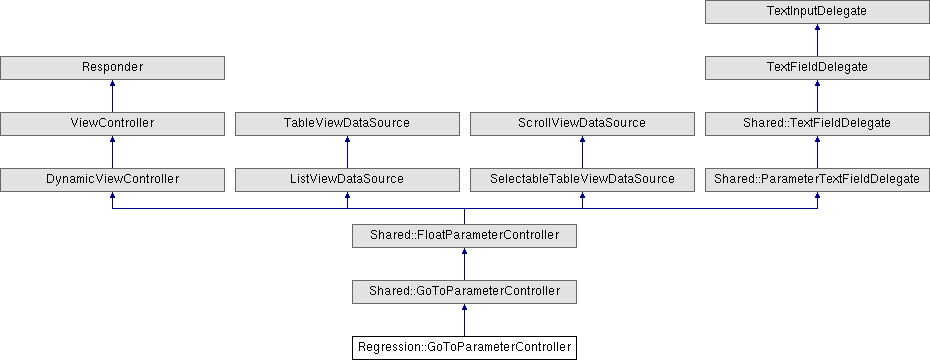 TextInputDelegate
Responder
TextFieldDelegate
ViewController
TableViewDataSource
ScrollViewDataSource
Shared::TextFieldDelegate
DynamicViewController
ListViewDataSource
SelectableTableViewDataSource
Shared::ParameterTextFieldDelegate
Shared::FloatParameterController
Shared::GoToParameterController
Regression::GoToParameterController